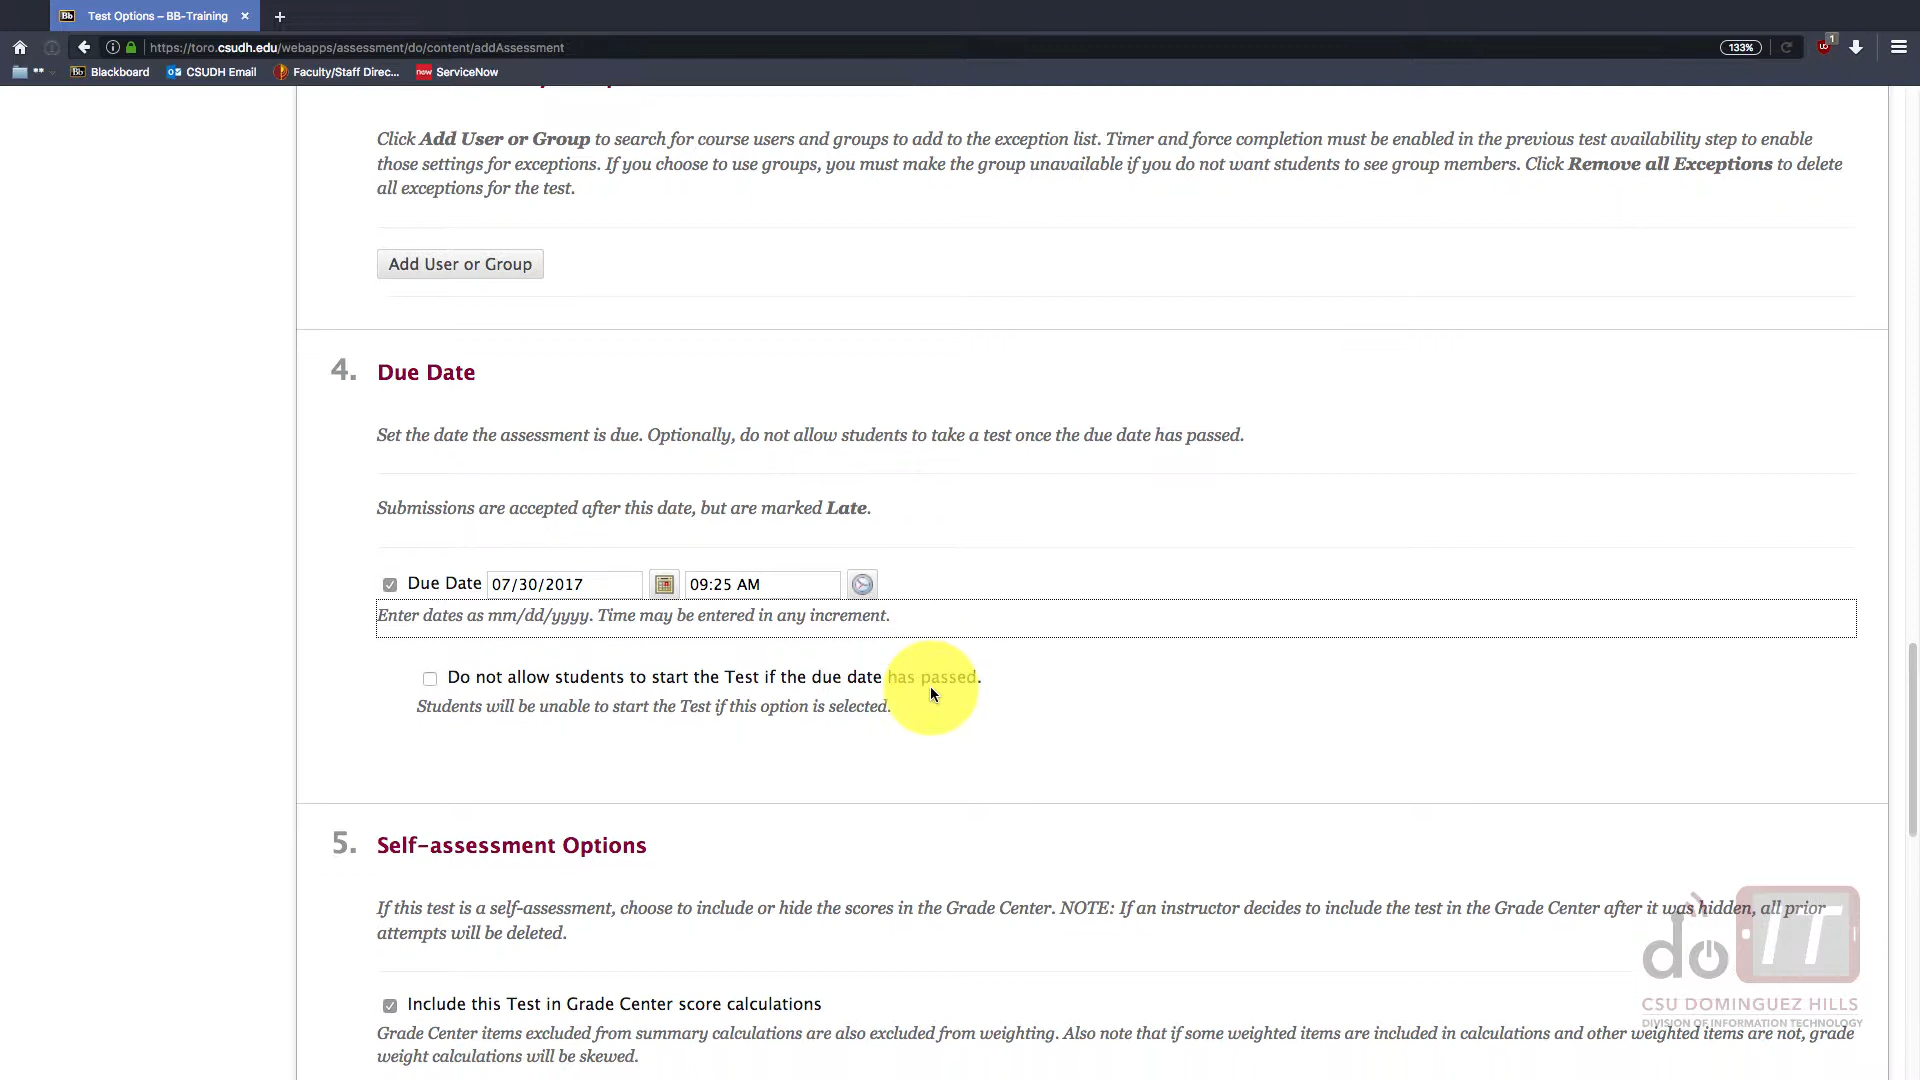 Bb Test Options – BB-Training × +
https://toro.csudh.edu/webapps/assessment/do/content/addAssessment 133% 1
** Bb Blackboard CSUDH Email Faculty/Staff Direc... now ServiceNow
Click Add User or Group to search for course users and groups to add to the exception list. Timer and force completion must be enabled in the previous test availability step to enable
those settings for exceptions. If you choose to use groups, you must make the group unavailable if you do not want students to see group members. Click Remove all Exceptions to delete
all exceptions for the test.
Add User or Group
4. Due Date
Set the date the assessment is due. Optionally, do not allow students to take a test once the due date has passed.
Submissions are accepted after this date, but are marked Late.
Due Date 07/30/2017 09:25 AM
Enter dates as mm/dd/yyyy. Time may be entered in any increment.
Do not allow students to start the Test if the due date has passed.
Students will be unable to start the Test if this option is selected.
5. Self-assessment Options
If this test is a self-assessment, choose to include or hide the scores in the Grade Center. NOTE: If an instructor decides to include the test in the Grade Center after it was hidden, all prior
attempts will be deleted.
Include this Test in Grade Center score calculations
Grade Center items excluded from summary calculations are also excluded from weighting. Also note that if some weighted items are included in calculations and other weighted items are not, grade
weight calculations will be skewed.
doIT
CSU DOMINGUEZ HILLS
DIVISION OF INFORMATION TECHNOLOGY